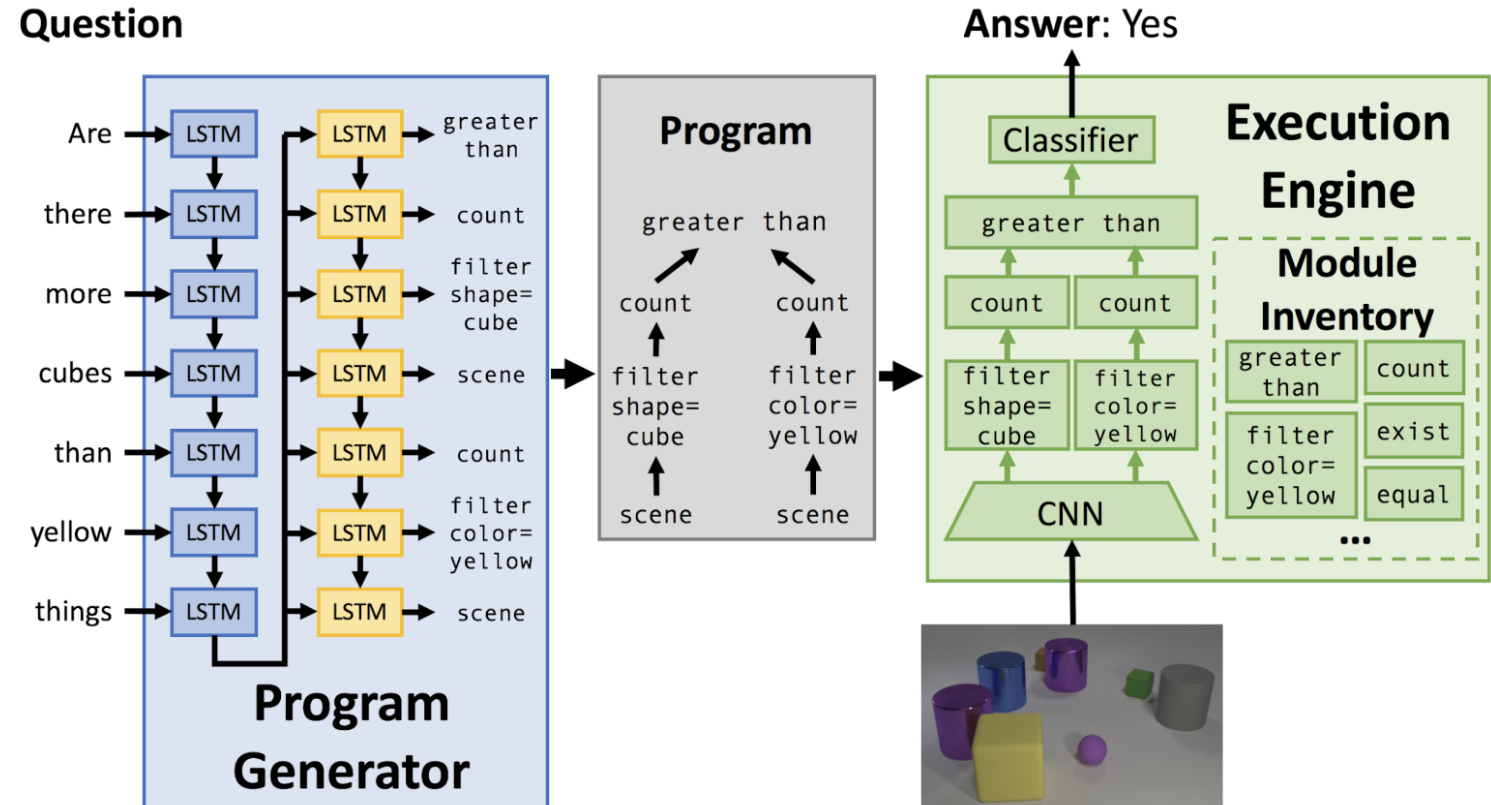 Question
Answer: Yes
Are
there
more
cubes
than
yellow
things
LSTM
LSTM
LSTM
LSTM
LSTM
LSTM
LSTM
LSTM
LSTM
LSTM
LSTM
LSTM
LSTM
LSTM
greater
than
count
filter
shape=
cube
scene
count
filter
color=
yellow
scene
Program
Generator
Program
greater than
count
count
filter
shape=
cube
filter
color=
yellow
scene
scene
Execution
Engine
Classifier
greater than
count
count
filter
shape=
cube
filter
color=
yellow
CNN
Module
Inventory
greater
than
count
filter
color=
yellow
exist
equal
...